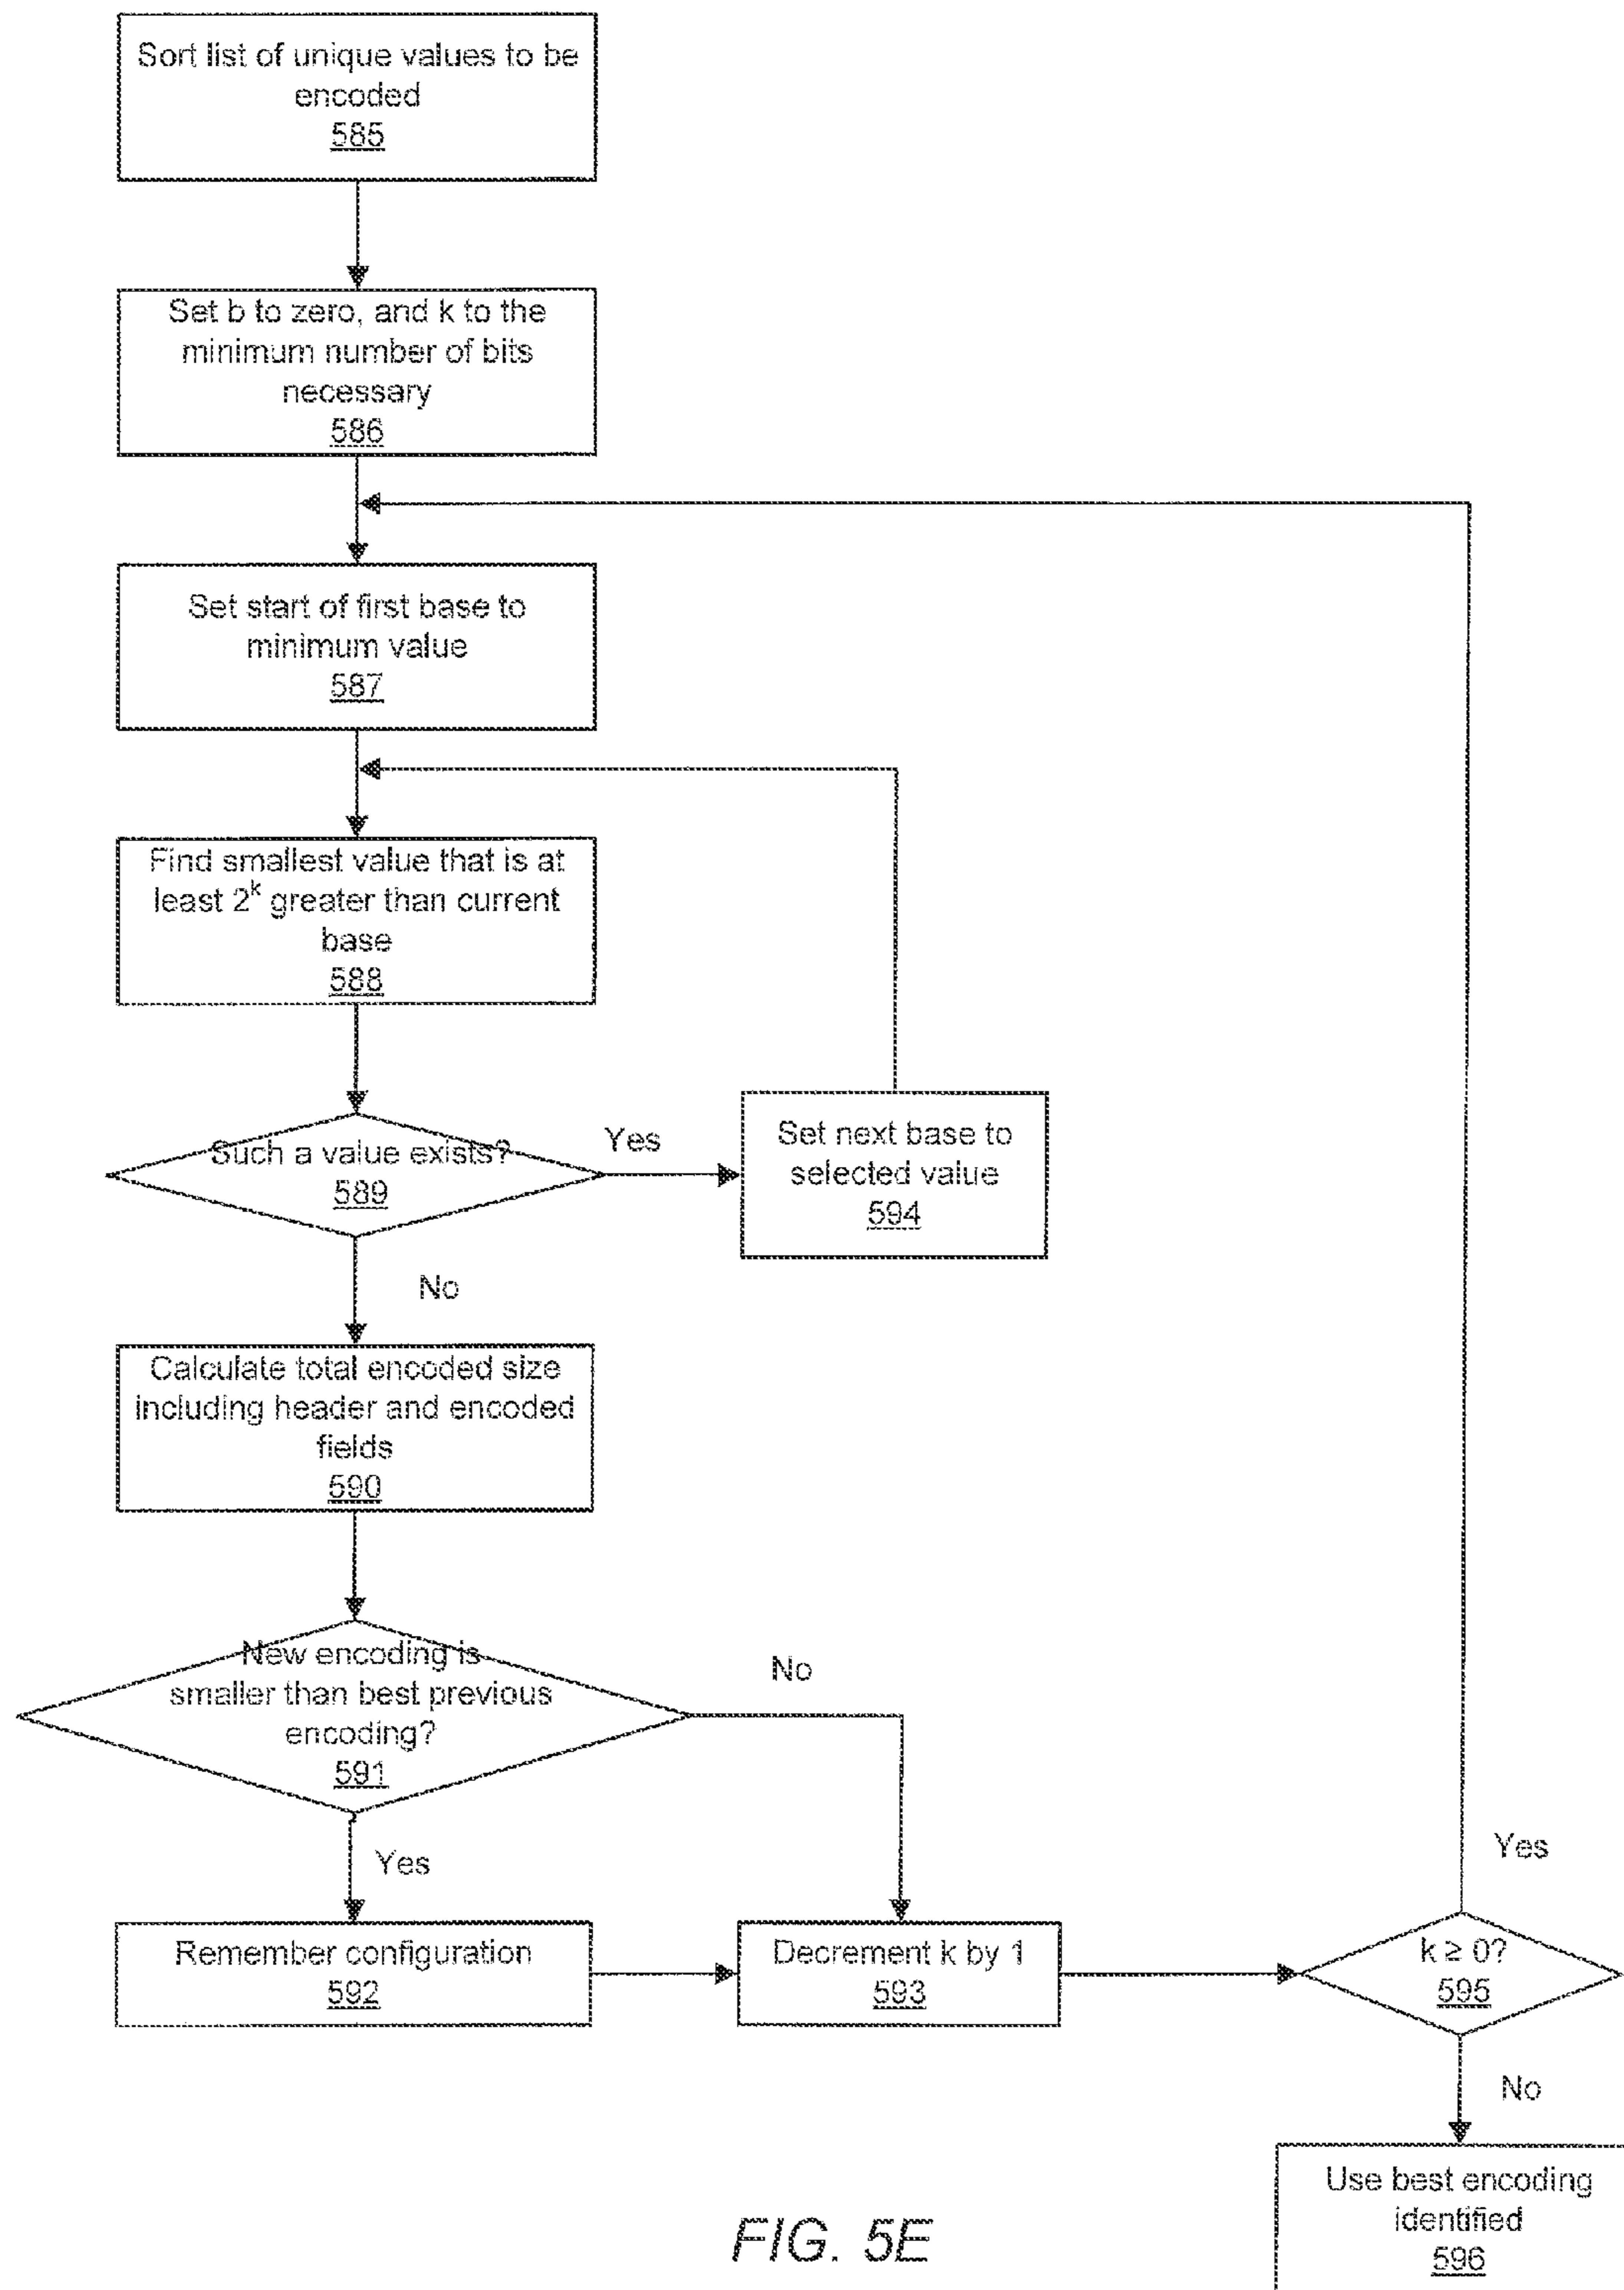 Sort list of unique values to be
encoded
585
Set b to zero, and k to the
minimum number of bits
necessary
586
Set start of first base to
minimum value
587
Find smallest value that is at
least 2^k greater than current
base
588
Such a value exists?
589
Yes
Set next base to
selected value
594
No
Calculate total encoded size
including header and encoded
fields
590
New encoding is
smaller than best previous
encoding?
591
No
Yes
Remember configuration
592
Decrement k by 1
593
Yes
k ≥ 0?
595
No
Use best encoding
identified
596
FIG. 5E